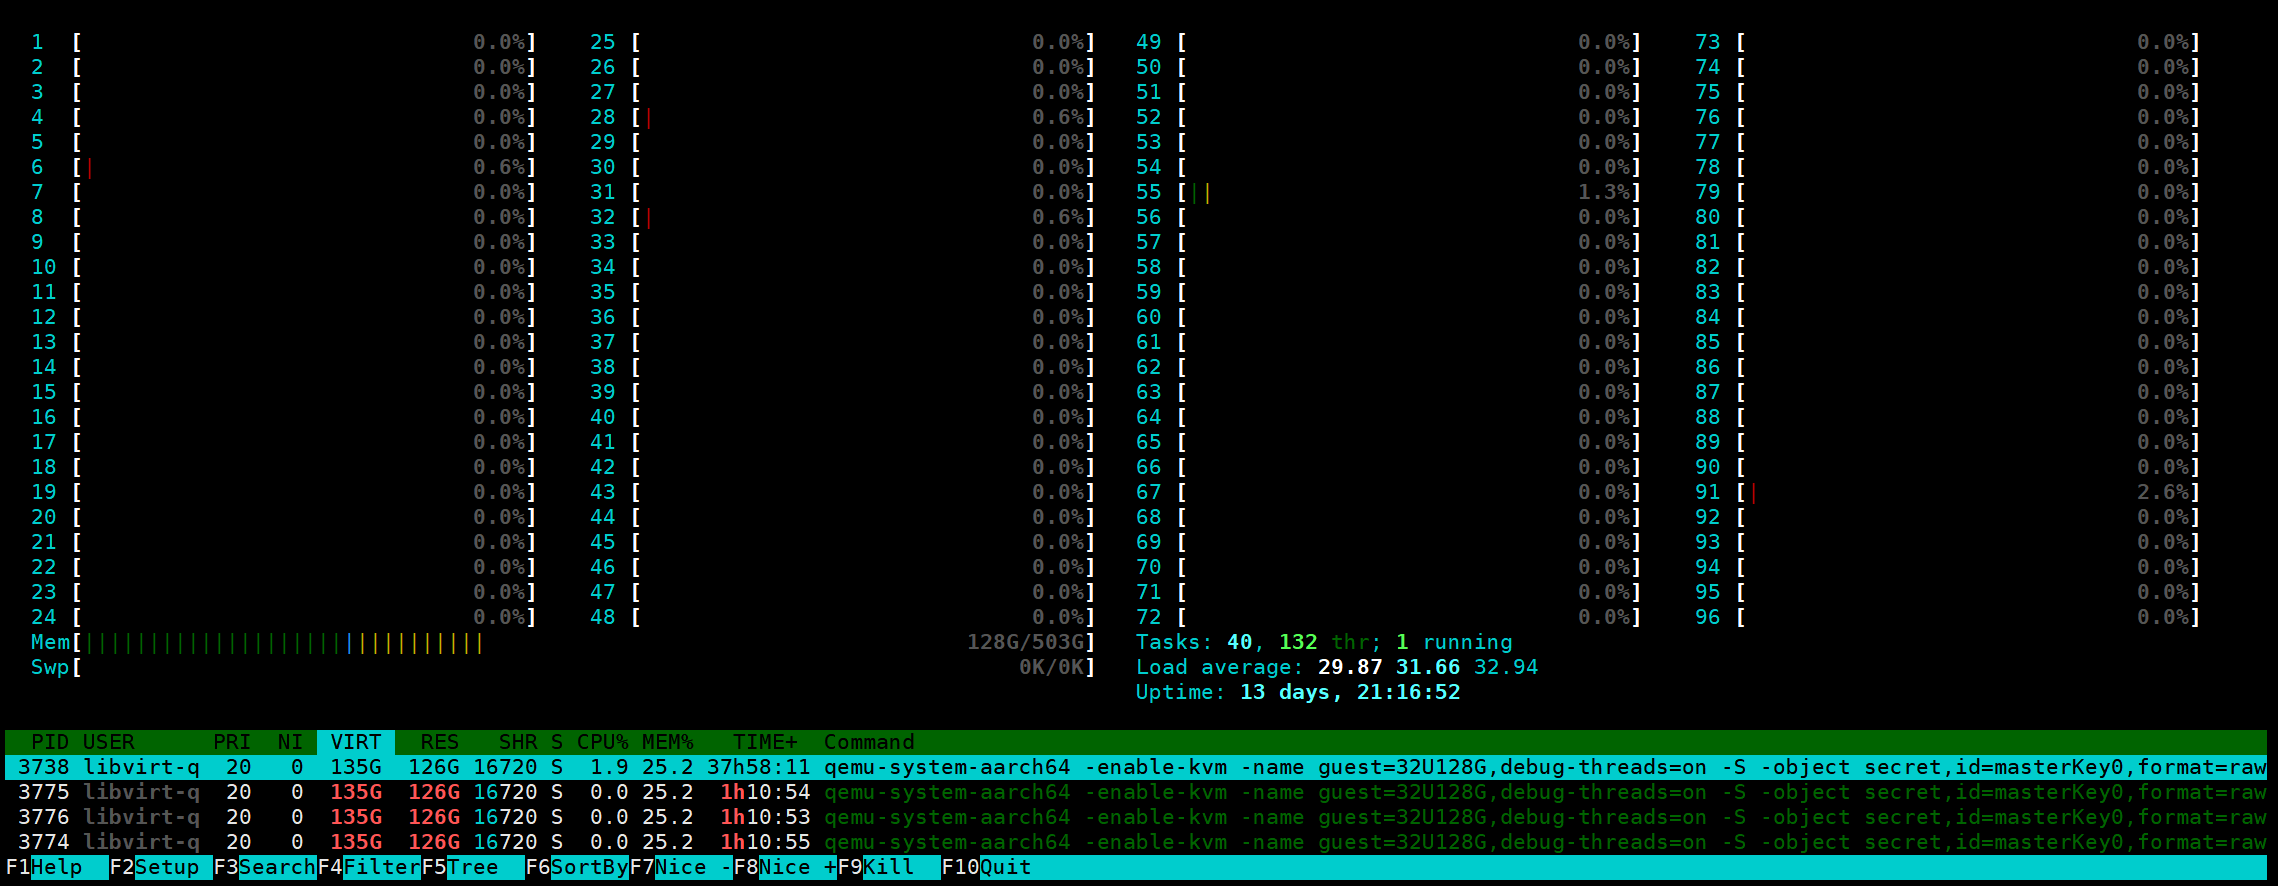 1 [ 0.0%] 25 [ 0.0%] 49 [ 0.0%] 73 [ 0.0%]
2 [ 0.0%] 26 [ 0.0%] 50 [ 0.0%] 74 [ 0.0%]
3 [ 0.0%] 27 [ 0.0%] 51 [ 0.0%] 75 [ 0.0%]
4 [ 0.0%] 28 [| 0.6%] 52 [ 0.0%] 76 [ 0.0%]
5 [ 0.0%] 29 [ 0.0%] 53 [ 0.0%] 77 [ 0.0%]
6 [| 0.6%] 30 [ 0.0%] 54 [ 0.0%] 78 [ 0.0%]
7 [ 0.0%] 31 [ 0.0%] 55 [|| 1.3%] 79 [ 0.0%]
8 [ 0.0%] 32 [| 0.6%] 56 [ 0.0%] 80 [ 0.0%]
9 [ 0.0%] 33 [ 0.0%] 57 [ 0.0%] 81 [ 0.0%]
10 [ 0.0%] 34 [ 0.0%] 58 [ 0.0%] 82 [ 0.0%]
11 [ 0.0%] 35 [ 0.0%] 59 [ 0.0%] 83 [ 0.0%]
12 [ 0.0%] 36 [ 0.0%] 60 [ 0.0%] 84 [ 0.0%]
13 [ 0.0%] 37 [ 0.0%] 61 [ 0.0%] 85 [ 0.0%]
14 [ 0.0%] 38 [ 0.0%] 62 [ 0.0%] 86 [ 0.0%]
15 [ 0.0%] 39 [ 0.0%] 63 [ 0.0%] 87 [ 0.0%]
16 [ 0.0%] 40 [ 0.0%] 64 [ 0.0%] 88 [ 0.0%]
17 [ 0.0%] 41 [ 0.0%] 65 [ 0.0%] 89 [ 0.0%]
18 [ 0.0%] 42 [ 0.0%] 66 [ 0.0%] 90 [ 0.0%]
19 [ 0.0%] 43 [ 0.0%] 67 [ 0.0%] 91 [| 2.6%]
20 [ 0.0%] 44 [ 0.0%] 68 [ 0.0%] 92 [ 0.0%]
21 [ 0.0%] 45 [ 0.0%] 69 [ 0.0%] 93 [ 0.0%]
22 [ 0.0%] 46 [ 0.0%] 70 [ 0.0%] 94 [ 0.0%]
23 [ 0.0%] 47 [ 0.0%] 71 [ 0.0%] 95 [ 0.0%]
24 [ 0.0%] 48 [ 0.0%] 72 [ 0.0%] 96 [ 0.0%]
Mem[||||||||||||||||||||||||||||||| 128G/503G] Tasks: 40, 132 thr; 1 running
Swp[ 0K/0K] Load average: 29.87 31.66 32.94
Uptime: 13 days, 21:16:52
PID USER PRI NI VIRT RES SHR S CPU% MEM% TIME+ Command
3738 libvirt-q 20 0 135G 126G 16720 S 1.9 25.2 37h58:11 qemu-system-aarch64 -enable-kvm -name guest=32U128G,debug-threads=on -S -object secret,id=masterKey0,format=raw
3775 libvirt-q 20 0 135G 126G 16720 S 0.0 25.2 1h10:54 qemu-system-aarch64 -enable-kvm -name guest=32U128G,debug-threads=on -S -object secret,id=masterKey0,format=raw
3776 libvirt-q 20 0 135G 126G 16720 S 0.0 25.2 1h10:53 qemu-system-aarch64 -enable-kvm -name guest=32U128G,debug-threads=on -S -object secret,id=masterKey0,format=raw
3774 libvirt-q 20 0 135G 126G 16720 S 0.0 25.2 1h10:55 qemu-system-aarch64 -enable-kvm -name guest=32U128G,debug-threads=on -S -object secret,id=masterKey0,format=raw
F1Help F2Setup F3SearchF4FilterF5Tree F6SortByF7Nice -F8Nice +F9Kill F10Quit